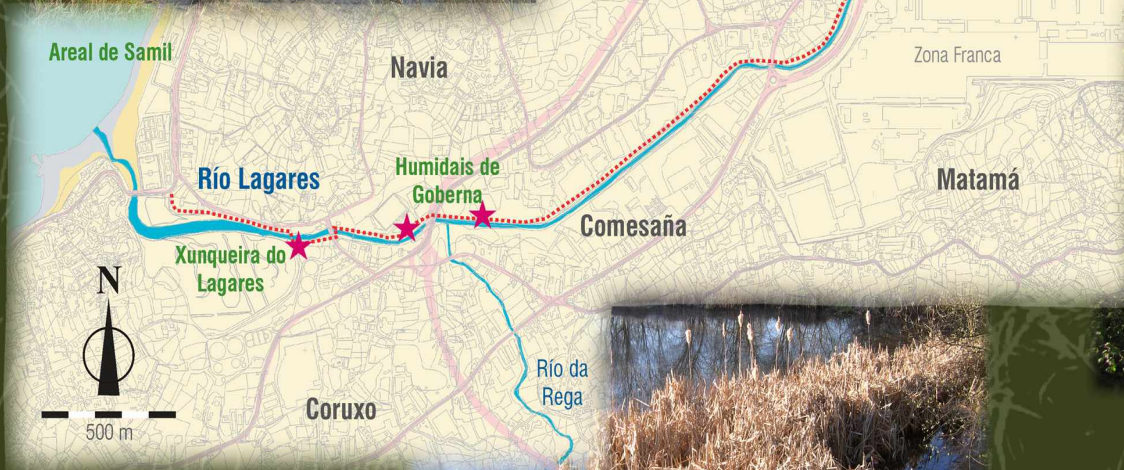 Areal de Samil
Navia
Zona Franca
Humidais de
Goberna
Río Lagares
Matamá
Comesaña
Xunqueira do
Lagares
N
Río da
Rega
Coruxo
500 m